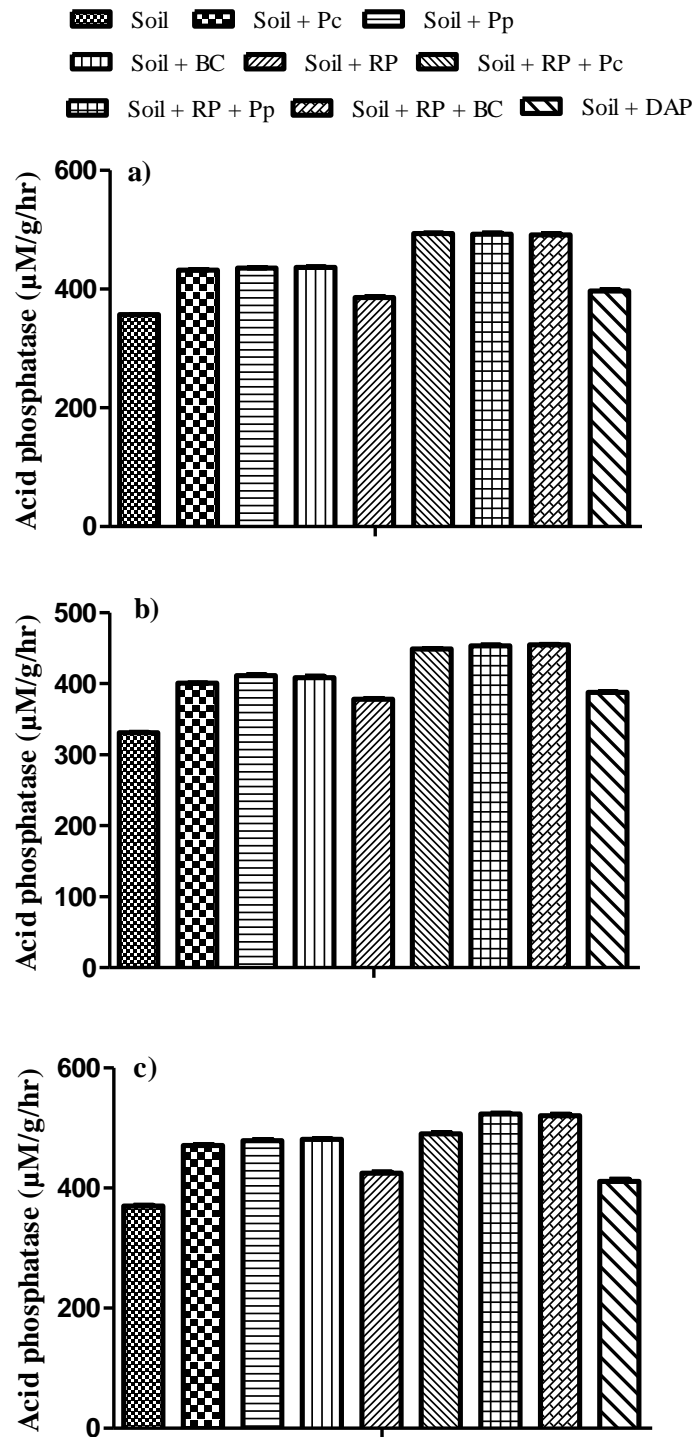 Soil Soil + Pc Soil + Pp
Soil + BC Soil + RP Soil + RP + Pc
Soil + RP + Pp Soil + RP + BC Soil + DAP
a)
Acid phosphatase (µM/g/hr)
600
400
200
0
b)
Acid phosphatase (µM/g/hr)
500
400
300
200
100
0
c)
Acid phosphatase (µM/g/hr)
600
400
200
0